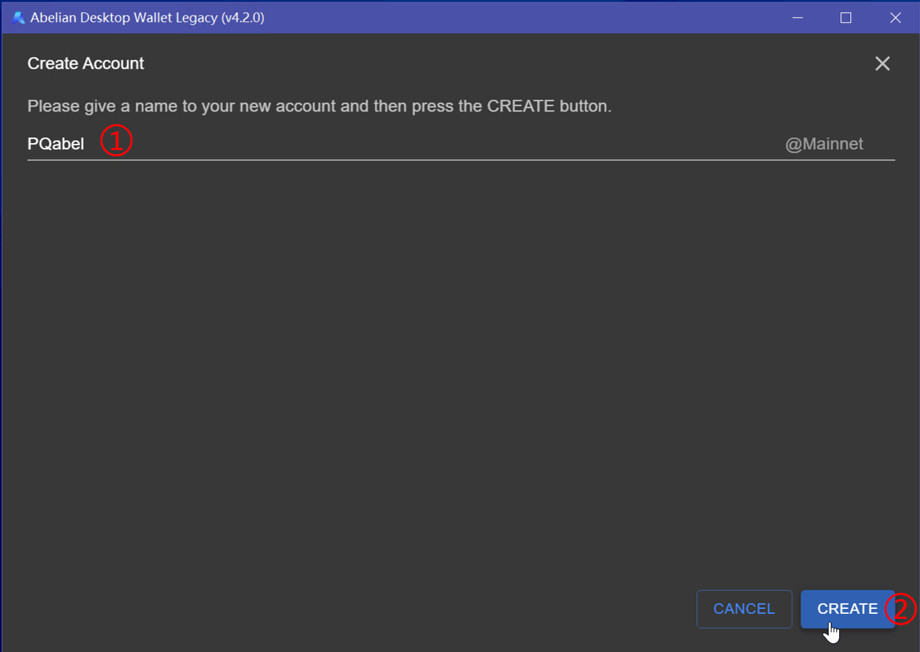 Abelian Desktop Wallet Legacy (v4.2.0)
Create Account
Please give a name to your new account and then press the CREATE button.
PQabel ① @Mainnet
CANCEL CREATE ②